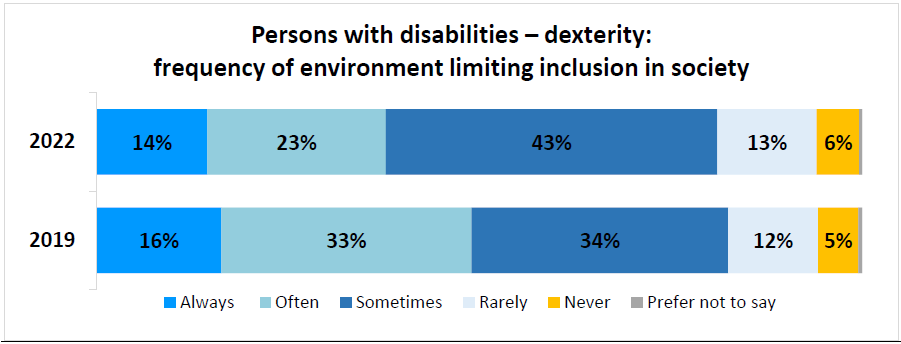 Persons with disabilities – dexterity:
frequency of environment limiting inclusion in society
2022 14% 23% 43% 13% 6%
2019 16% 33% 34% 12% 5%
Always Often Sometimes Rarely Never Prefer not to say